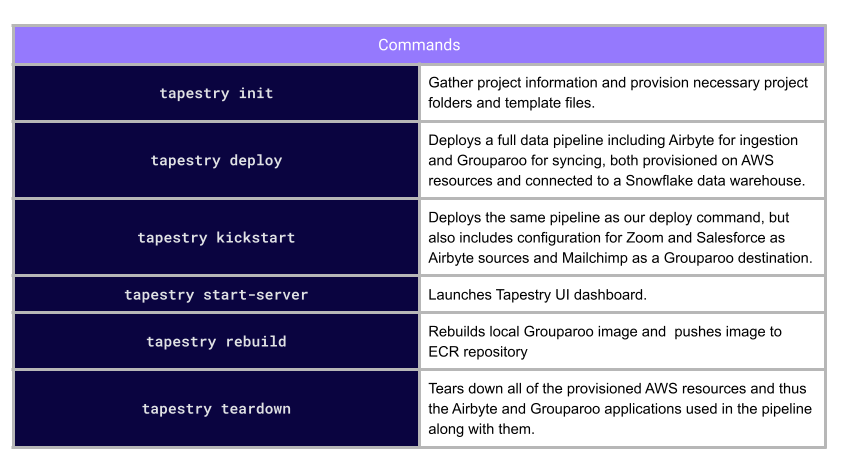 Commands
tapestry init
Gather project information and provision necessary project
folders and template files.
tapestry deploy
Deploys a full data pipeline including Airbyte for ingestion
and Grouparoo for syncing, both provisioned on AWS
resources and connected to a Snowflake data warehouse.
tapestry kickstart
Deploys the same pipeline as our deploy command, but
also includes configuration for Zoom and Salesforce as
Airbyte sources and Mailchimp as a Grouparoo destination.
tapestry start-server
Launches Tapestry UI dashboard.
tapestry rebuild
Rebuilds local Grouparoo image and  pushes image to
ECR repository
tapestry teardown
Tears down all of the provisioned AWS resources and thus
the Airbyte and Grouparoo applications used in the pipeline
along with them.